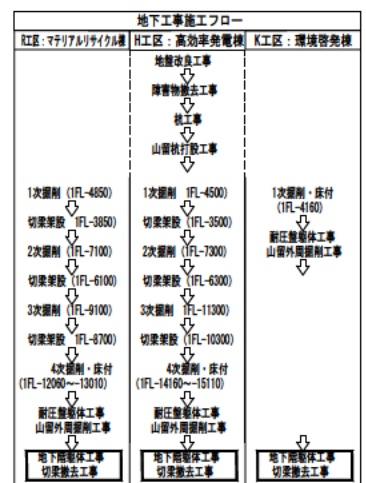 地下工事施工フロー
R工区：マテリアルリサイクル棟 H工区：高効率発電棟 K工区：環境啓発棟
地盤改良工事
障害物撤去工事
杭工事
山留杭打設工事
1次掘削 (1FL-4850) 1次掘削 1FL-4500) 1次掘削・床付
(1FL-4160)
切梁架設 1FL-3850) 切梁架設 (1FL-3500)
耐圧盤躯体工事
2次掘削 (1FL-7100) 2次掘削 (1FL-7300) 山留外周掘削工事
切梁架設 (1FL-6100) 切梁架設 (1FL-6300)
3次掘削 (1FL-9100) 3次掘削 1FL-11300)
切梁架設 1FL-8700) 切梁架設 (1FL-10300)
4次掘削・床付 4次掘削・床付
(1FL-12060～-13010) (1FL-14160～-15110)
耐圧盤躯体工事 耐圧盤躯体工事
山留外周掘削工事 山留外周掘削工事
地下階躯体工事 地下階躯体工事 地下階躯体工事
切梁撤去工事 切梁撤去工事 切梁撤去工事